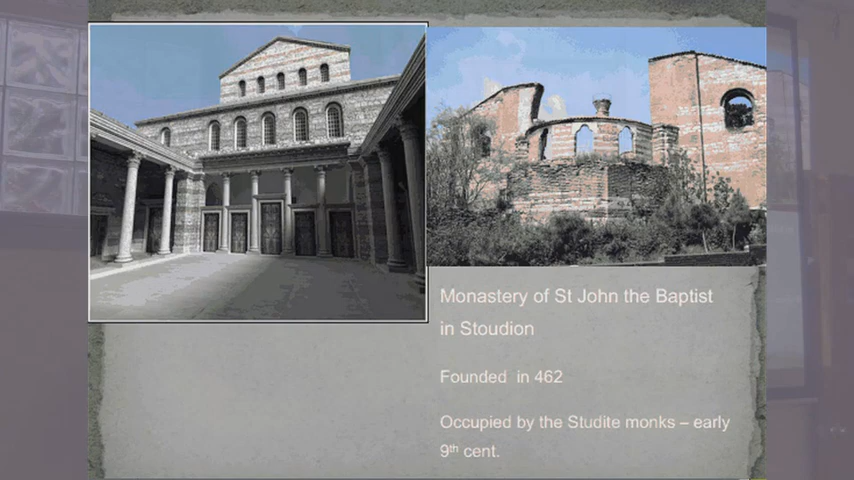 Monastery of St John the Baptist
in Stoudion
Founded in 462
Occupied by the Studite monks – early
9th cent.